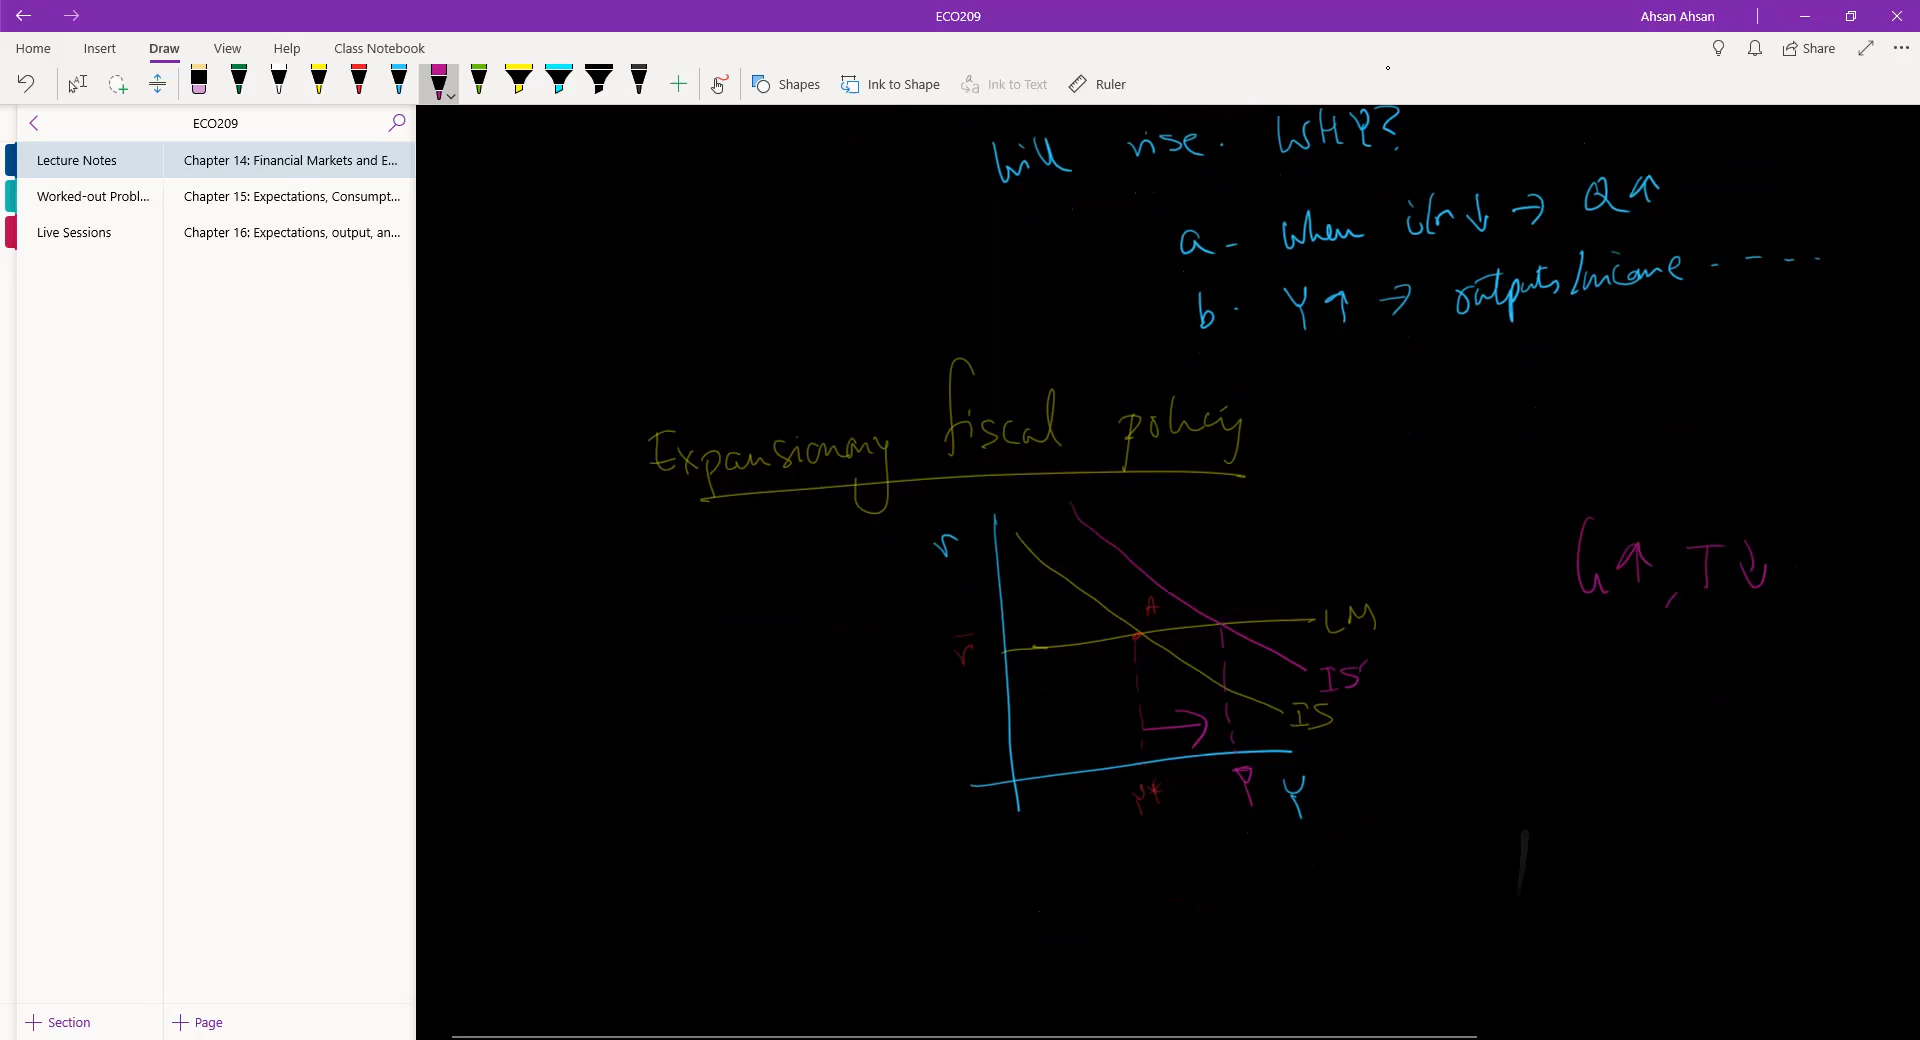 ECO209
Ahsan Ahsan
Home Insert Draw View Help Class Notebook
Share
Shapes Ink to Shape Ink to Text Ruler
ECO209
Lecture Notes
Worked-out Probl...
Live Sessions
Chapter 14: Financial Markets and E...
Chapter 15: Expectations, Consumpt...
Chapter 16: Expectations, output, an...
will rise. WHY?
a - when i/r ↓ → Q ↑
b. Y ↑ → outputs/income - - - - -
Expansionary fiscal policy
r
G ↑, T ↓
A
LM
r̄
IS'
IS
Y* Y
+ Section
+ Page